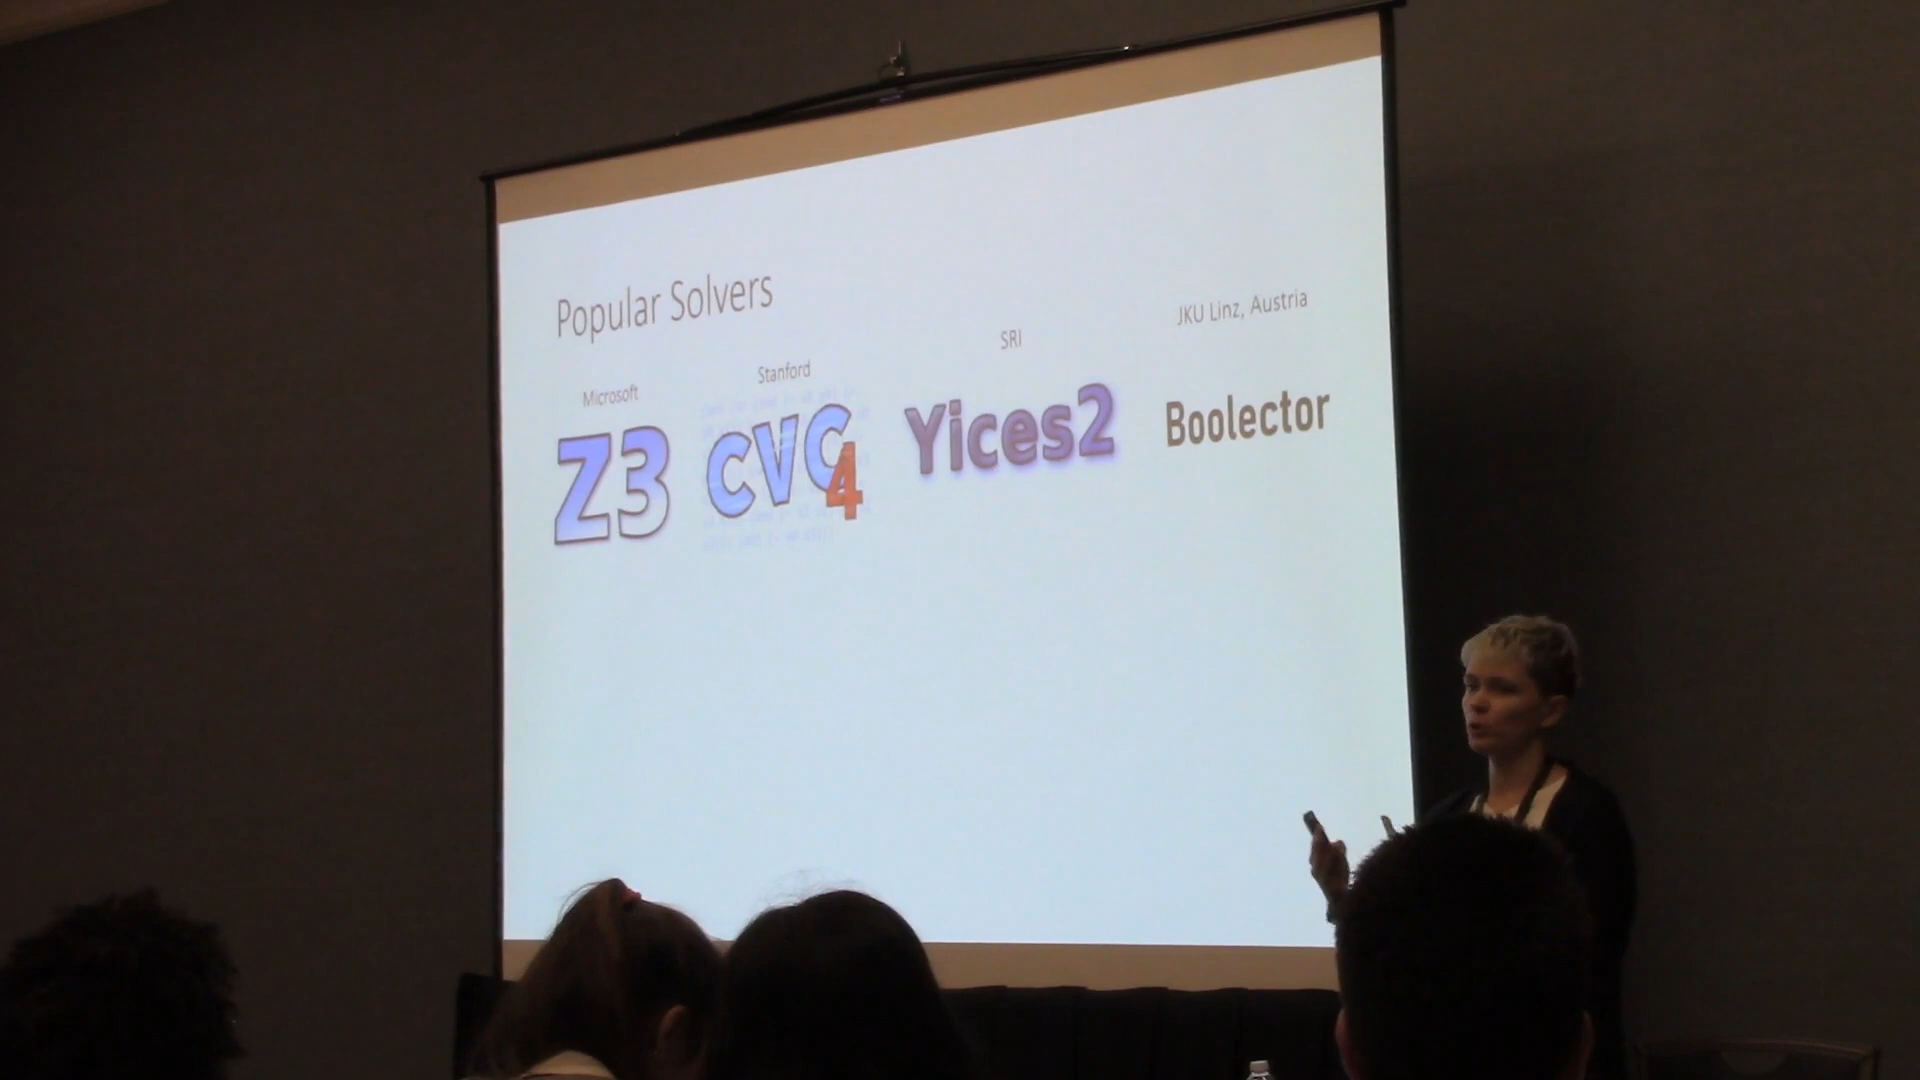 Popular Solvers
Microsoft
Z3
Stanford
CVC4
SRI
Yices2
JKU Linz, Austria
Boolector